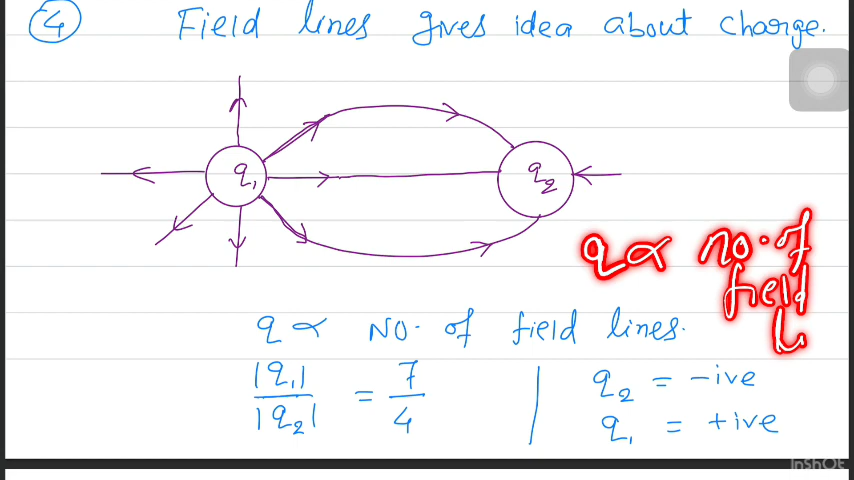 4 Field lines gives idea about charge.
q1 q2
q ∝ no. of
field
L
q ∝ No. of field lines.
|q1| / |q2| = 7 / 4
q2 = -ive
q1 = +ive
InShOt